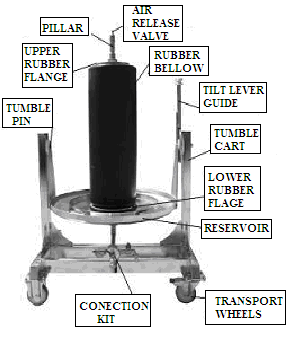 AIR
RELEASE
VALVE
PILLAR
UPPER
RUBBER
FLANGE
RUBBER
BELLOW
TILT LEVER
GUIDE
TUMBLE
PIN
TUMBLE
CART
LOWER
RUBBER
FLAGE
RESERVOIR
CONECTION
KIT
TRANSPORT
WHEELS